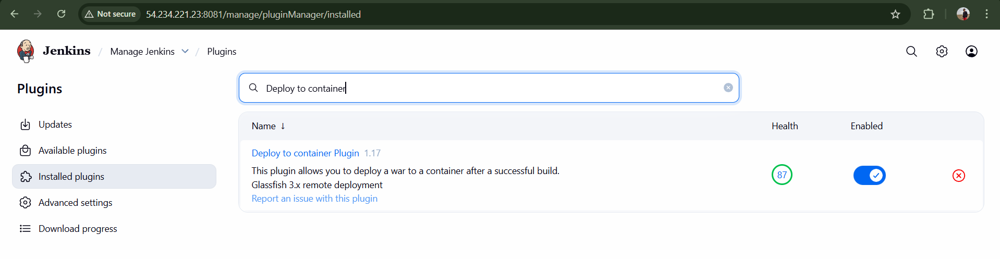 Not secure 54.234.221.23:8081/manage/pluginManager/installed
Jenkins / Manage Jenkins / Plugins
Plugins
Deploy to container
Updates
Available plugins
Installed plugins
Advanced settings
Download progress
Name ↓ Health Enabled
Deploy to container Plugin 1.17
This plugin allows you to deploy a war to a container after a successful build.
Glassfish 3.x remote deployment
Report an issue with this plugin
87